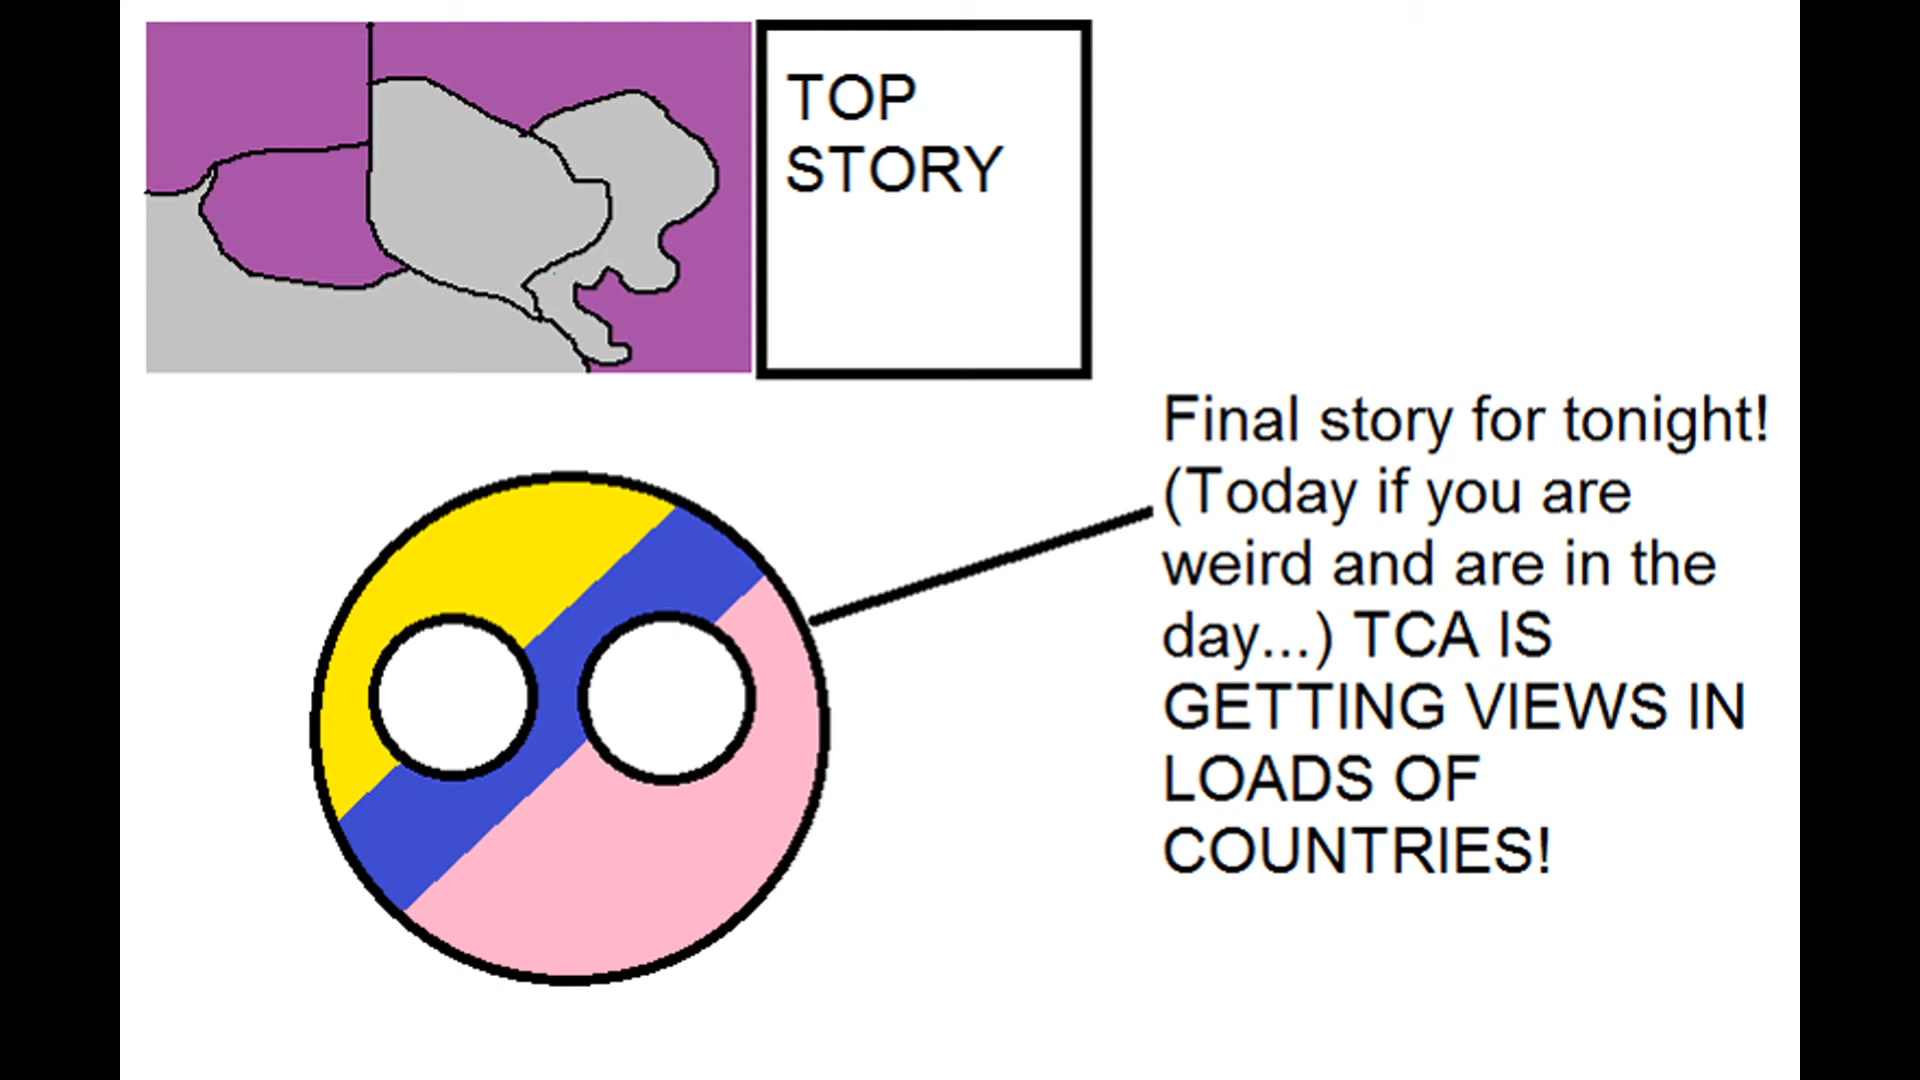 TOP
STORY
Final story for tonight!
(Today if you are
weird and are in the
day...) TCA IS
GETTING VIEWS IN
LOADS OF
COUNTRIES!